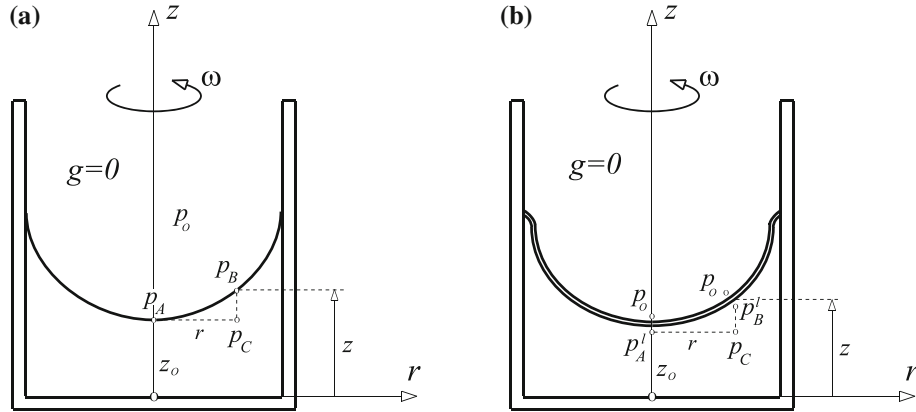 (a)
z
ω
g=0
p_o
p_B
p_A
r
p_C
z
z_o
r
(b)
z
ω
g=0
p_o
p_o
p_B^l
p_A^l
r
p_C
z
z_o
r